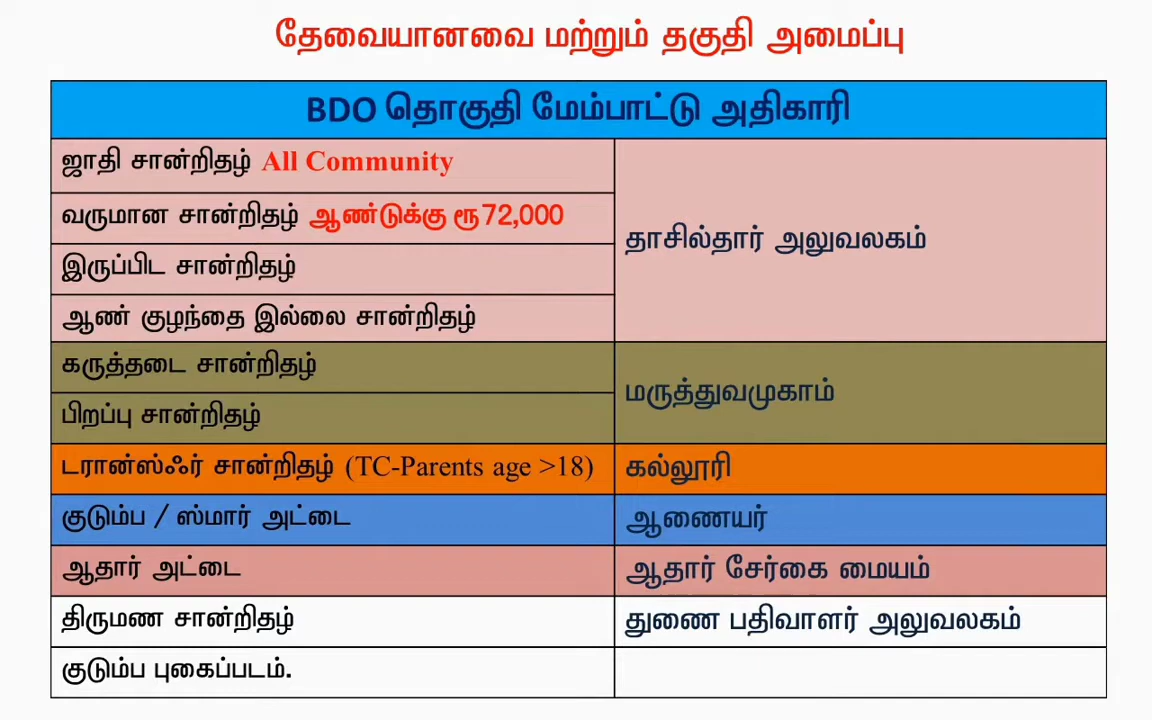 தேவையானவை மற்றும் தகுதி அமைப்பு
BDO தொகுதி மேம்பாட்டு அதிகாரி
ஜாதி சான்றிதழ் All Community
வருமான சான்றிதழ் ஆண்டுக்கு ரூ72,000
இருப்பிட சான்றிதழ்
ஆண் குழந்தை இல்லை சான்றிதழ்
தாசில்தார் அலுவலகம்
கருத்தடை சான்றிதழ்
பிறப்பு சான்றிதழ்
மருத்துவமுகாம்
டரான்ஸ்ஃர் சான்றிதழ் (TC-Parents age >18)
கல்லூரி
குடும்ப / ஸ்மார் அட்டை
ஆணையர்
ஆதார் அட்டை
ஆதார் சேர்கை மையம்
திருமண சான்றிதழ்
துணை பதிவாளர் அலுவலகம்
குடும்ப புகைப்படம்.